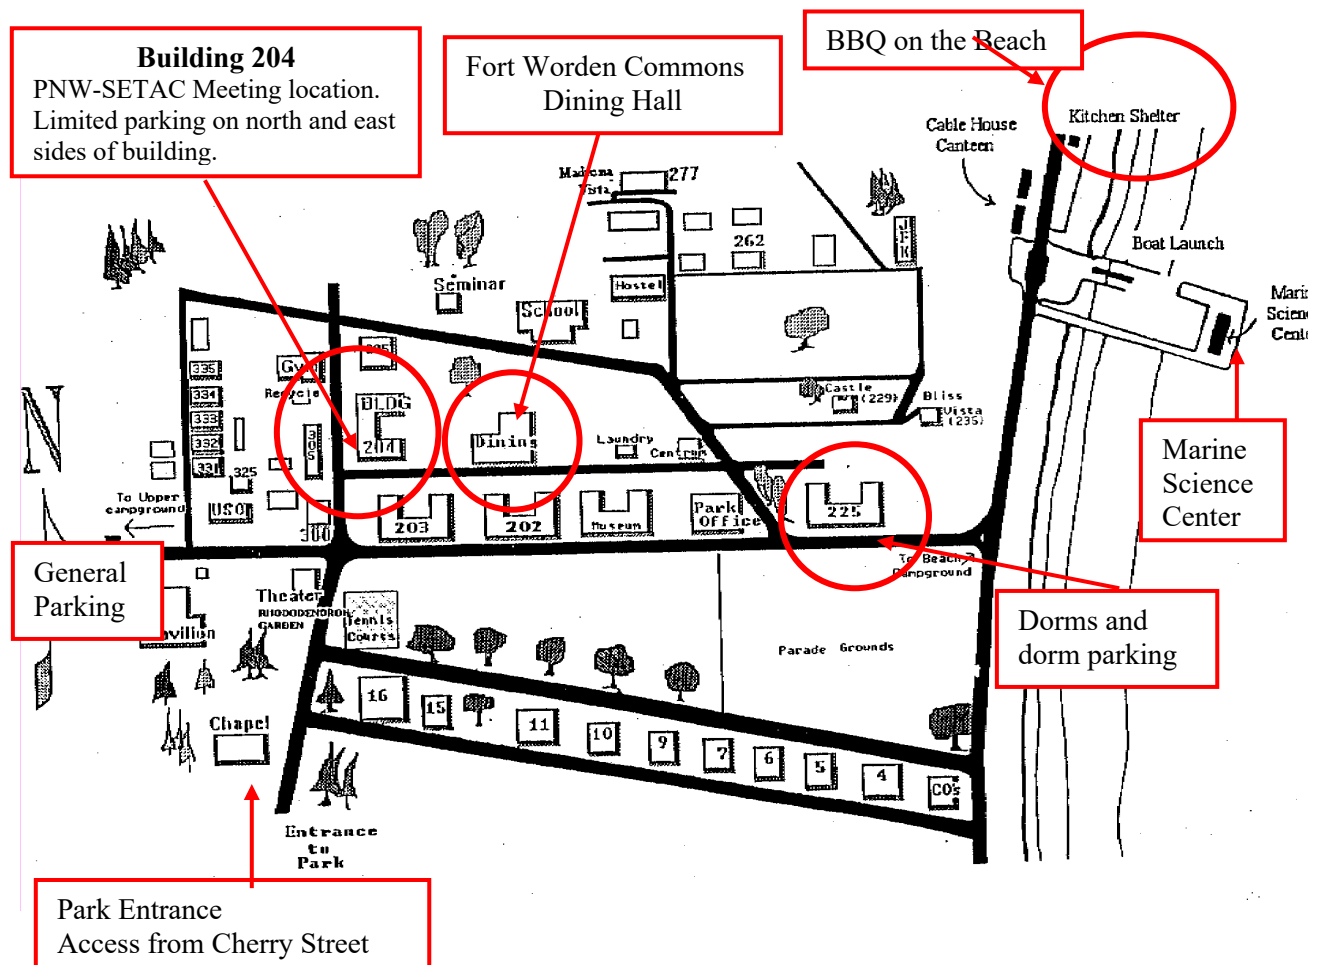 Building 204
PNW-SETAC Meeting location.
Limited parking on north and east
sides of building.
Fort Worden Commons
Dining Hall
BBQ on the Beach
Kitchen Shelter
Cable House
Canteen
Vista
277
262
JFK
Boat Launch
Seminar
Hostel
School
Marine
Science
Center
335
334
333
332
331
Gym
Recycle
305
325
USO
300
BLDG
204
Dining
Laundry
Centrum
Castle
(229)
Bliss
Vista
(235)
To Upper
campground
203
202
Museum
Park
Office
225
N
General
Parking
Theater
RHODODENDRON
GARDEN
Tennis
Courts
To Beach
Campground
Dorms and
dorm parking
Parade Grounds
avilion
Chapel
16
15
11
10
9
7
6
5
4
CO's
Entrance
to
Park
Park Entrance
Access from Cherry Street